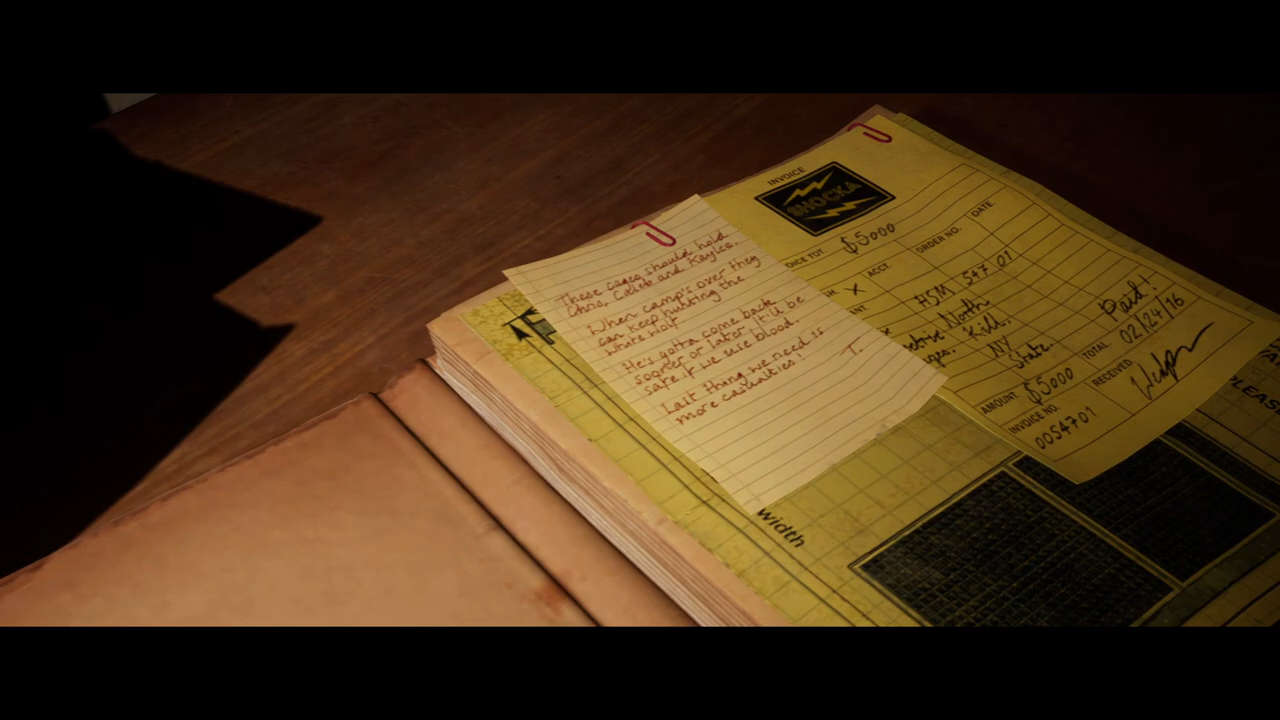 These cages should hold
Chris, Caleb and Kaylee.
When camp's over they
can keep hunting the
White Wolf
He's gotta come back
sooner or later. It'll be
safe if we use blood.
Last thing we need is
more casualties!
T.
INVOICE
SHOCKA
TOT. $5000
X ACCT.
ORDER NO.
DATE
HSM 547 01
North
Kill,
NY
State.
Paid!
TOTAL 02/24/16
AMOUNT. $5000
RECEIVED.
INVOICE NO.
0054701
width